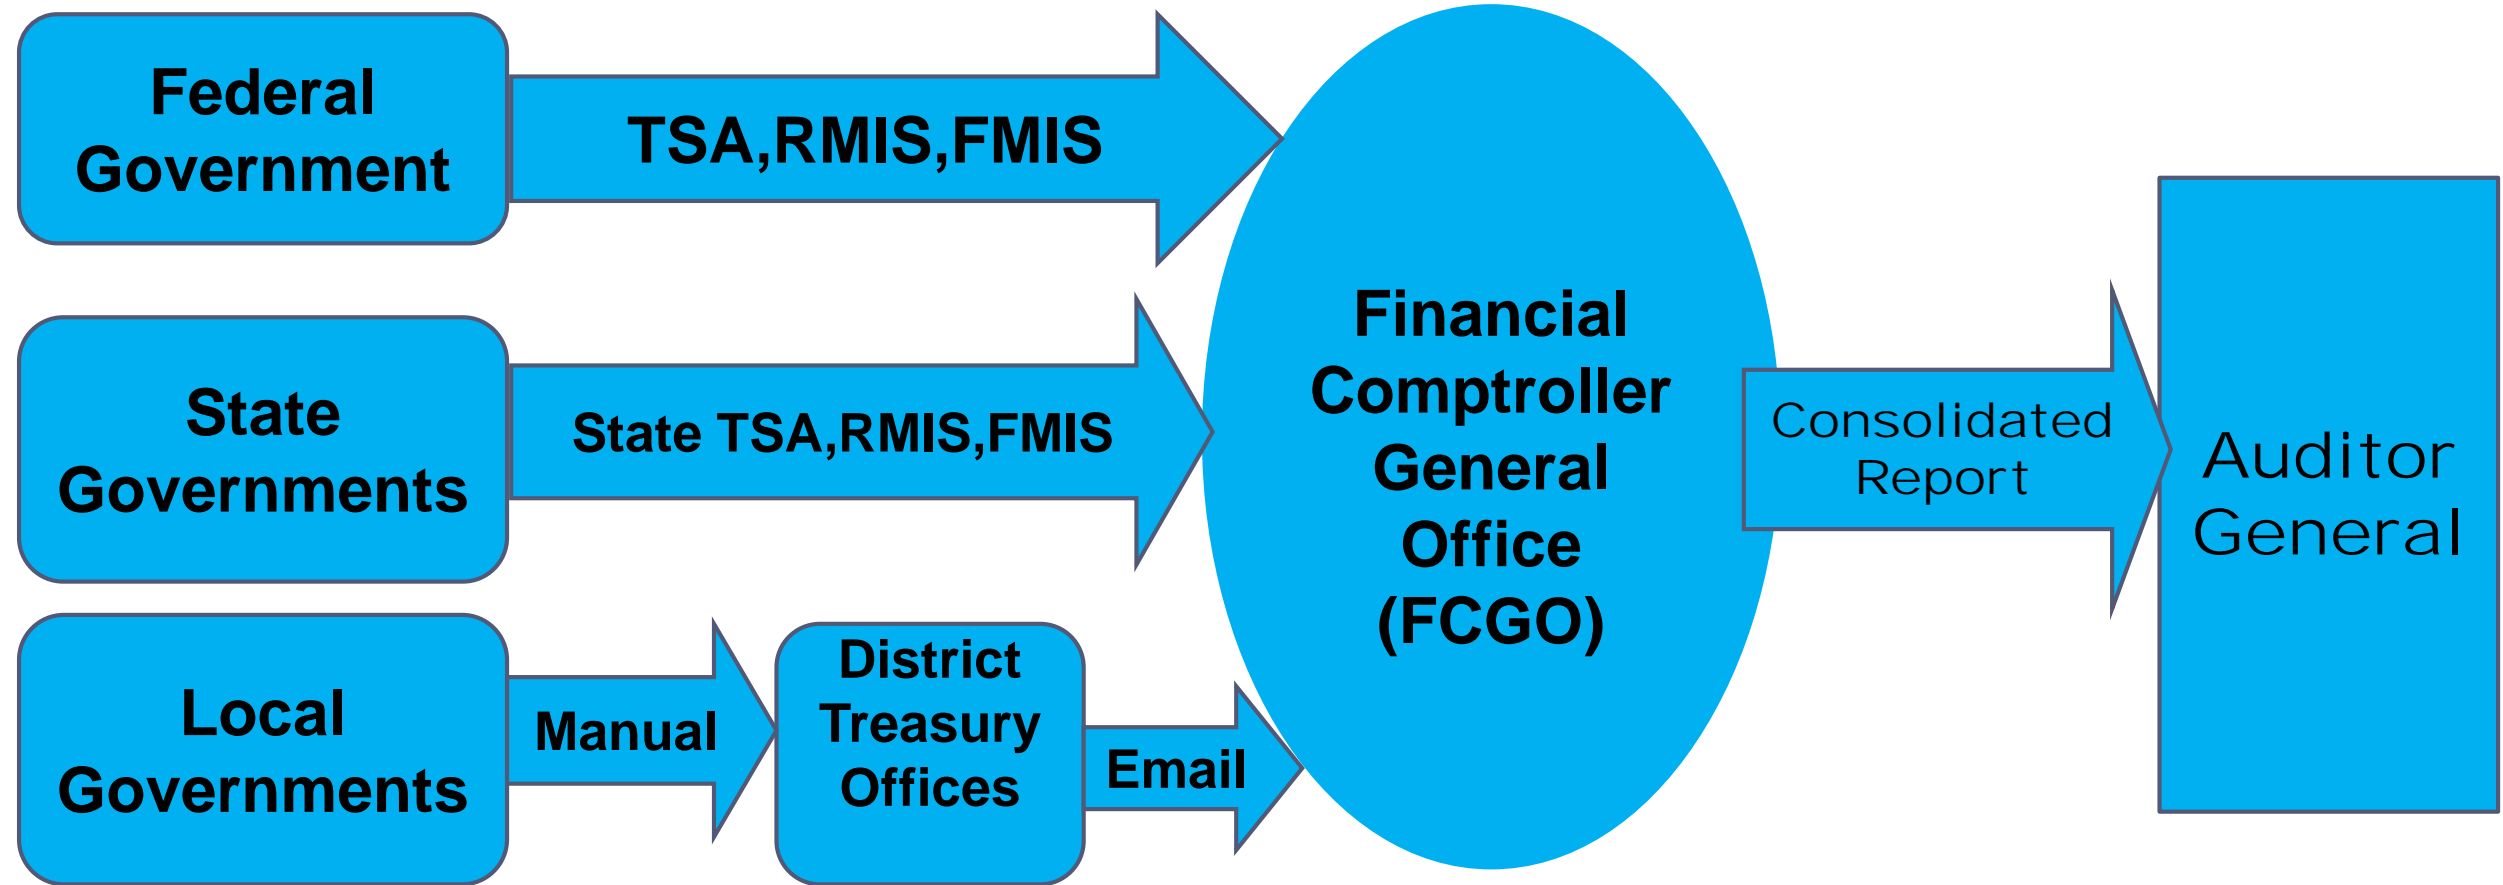 Federal
Government
TSA,RMIS,FMIS
State
Governments
State TSA,RMIS,FMIS
Local
Governments
Manual
District
Treasury
Offices
Email
Financial
Comptroller
General
Office
(FCGO)
Consolidated
Report
Auditor
General